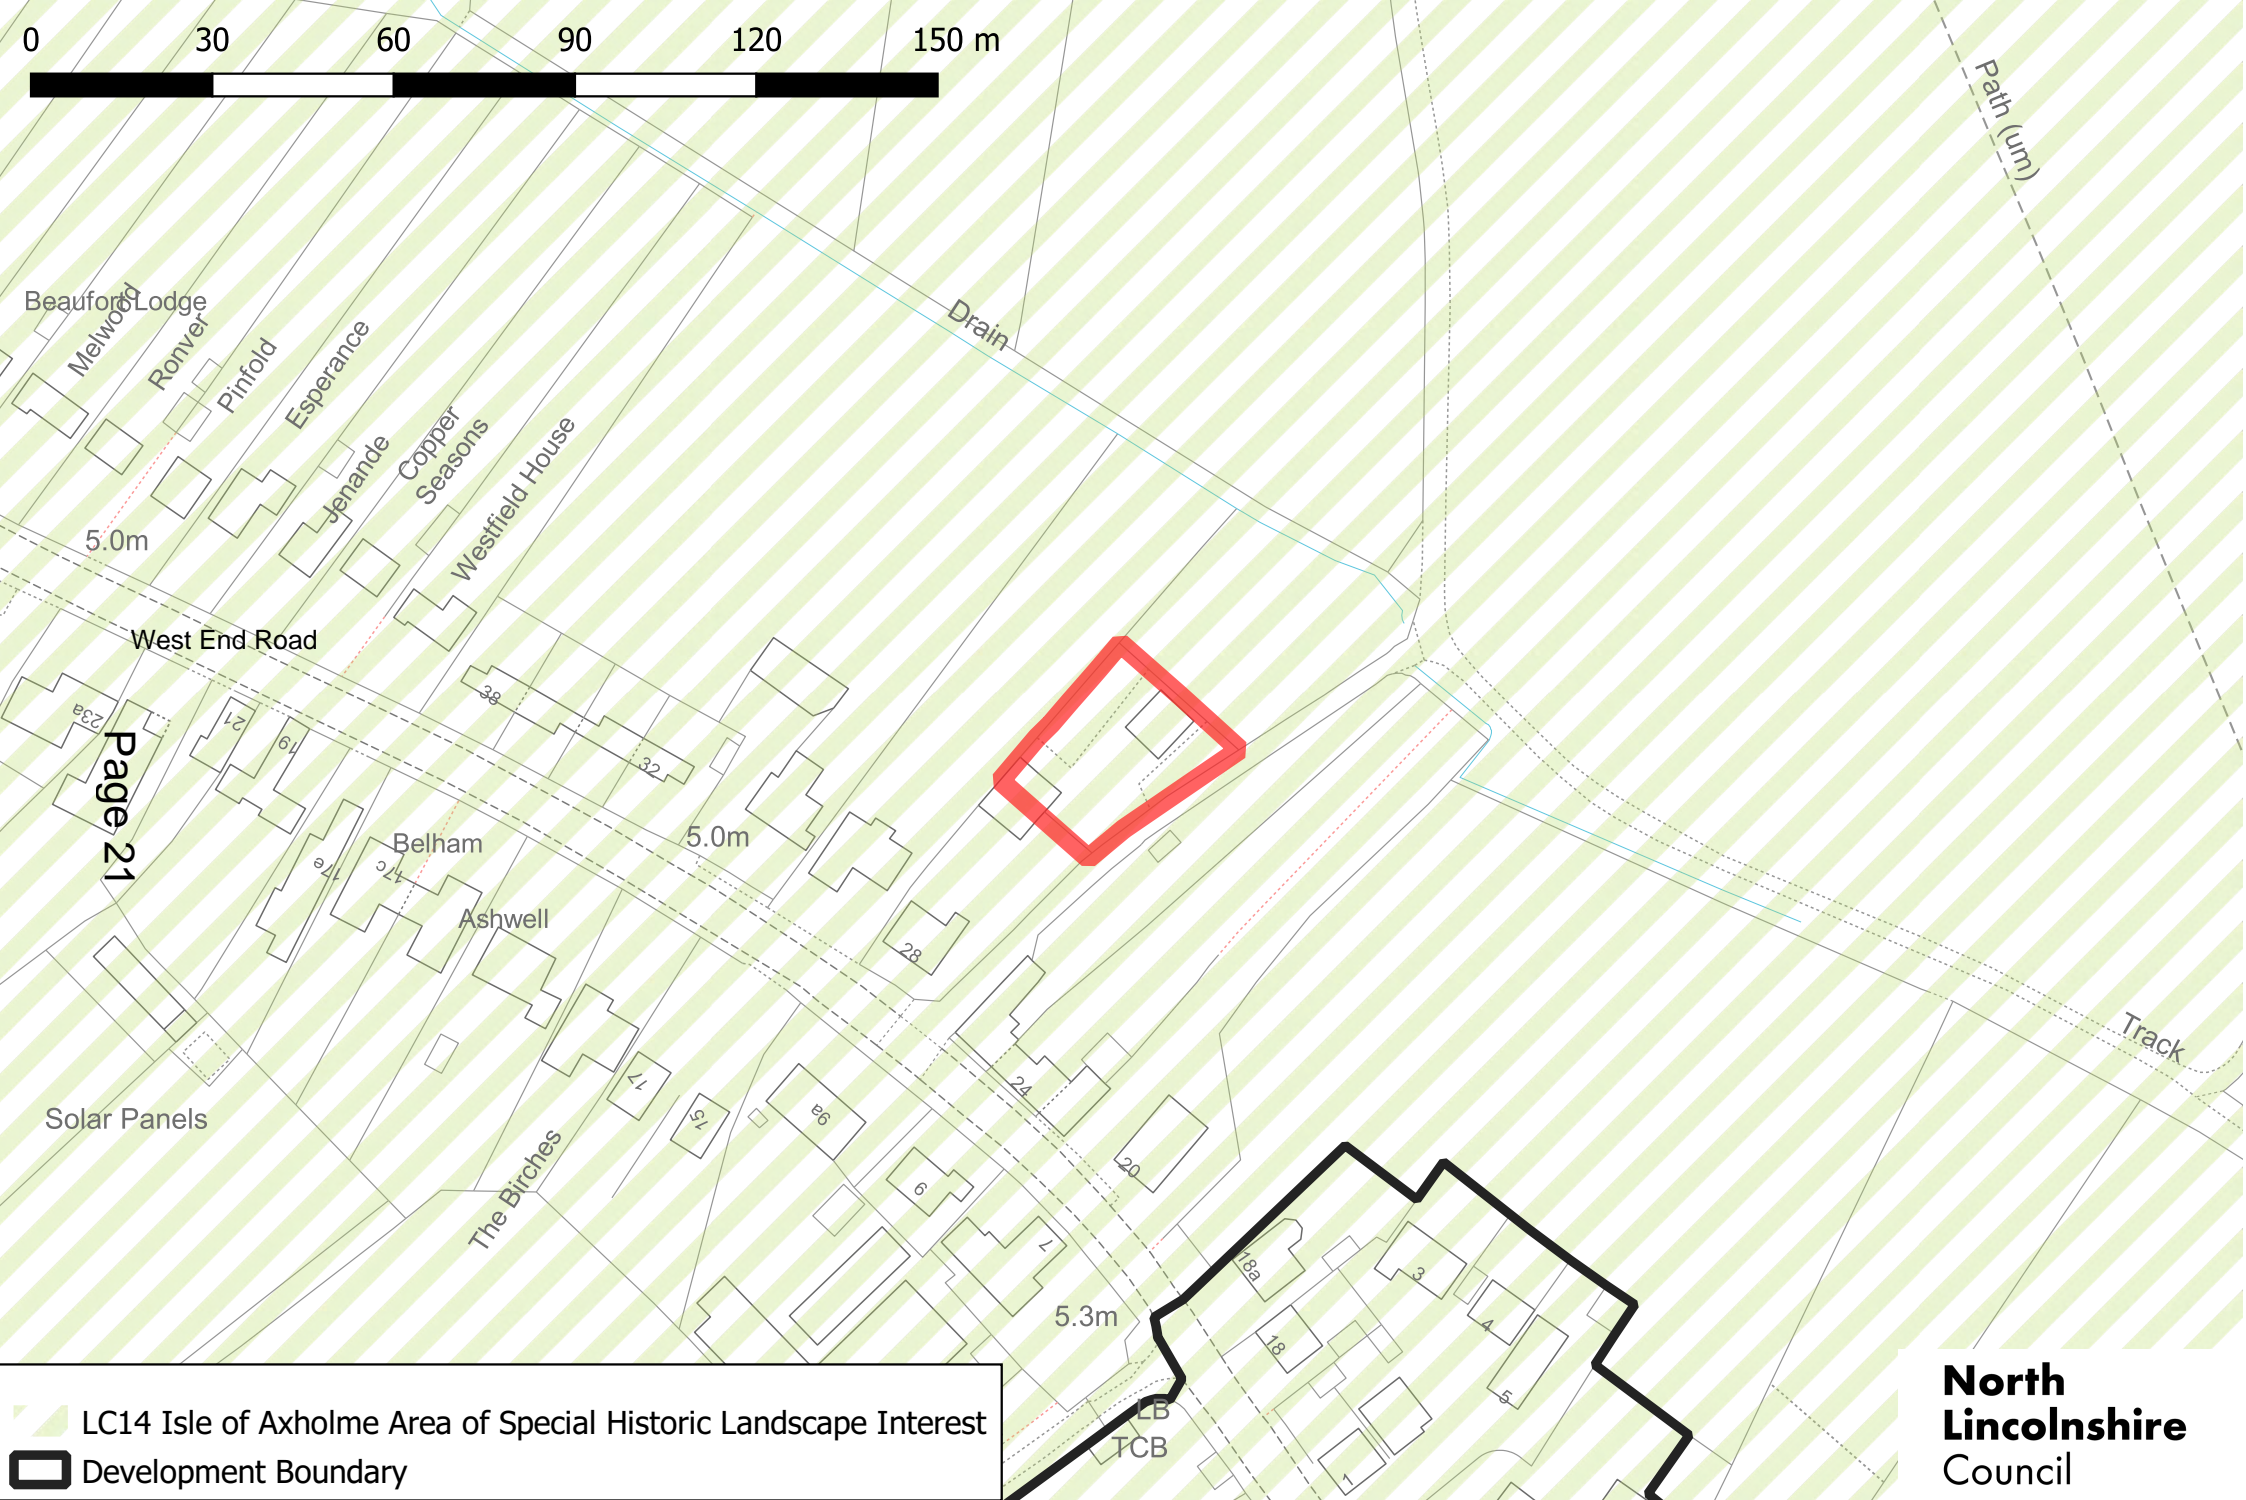 0 30 60 90 120 150 m
Path (um)
Beaufort Lodge
Melwood
Ronver
Pinfold
Esperance
Jenande
Copper
Seasons
Westfield House
Drain
5.0m
West End Road
38
32
23a
21
19
Page 21
5.0m
Belham
17e
17c
Ashwell
28
24
20
17
15
9a
9
7
Solar Panels
The Birches
Track
5.3m
18a
18
3
4
5
1
LB
TCB
LC14 Isle of Axholme Area of Special Historic Landscape Interest
Development Boundary
North
Lincolnshire
Council